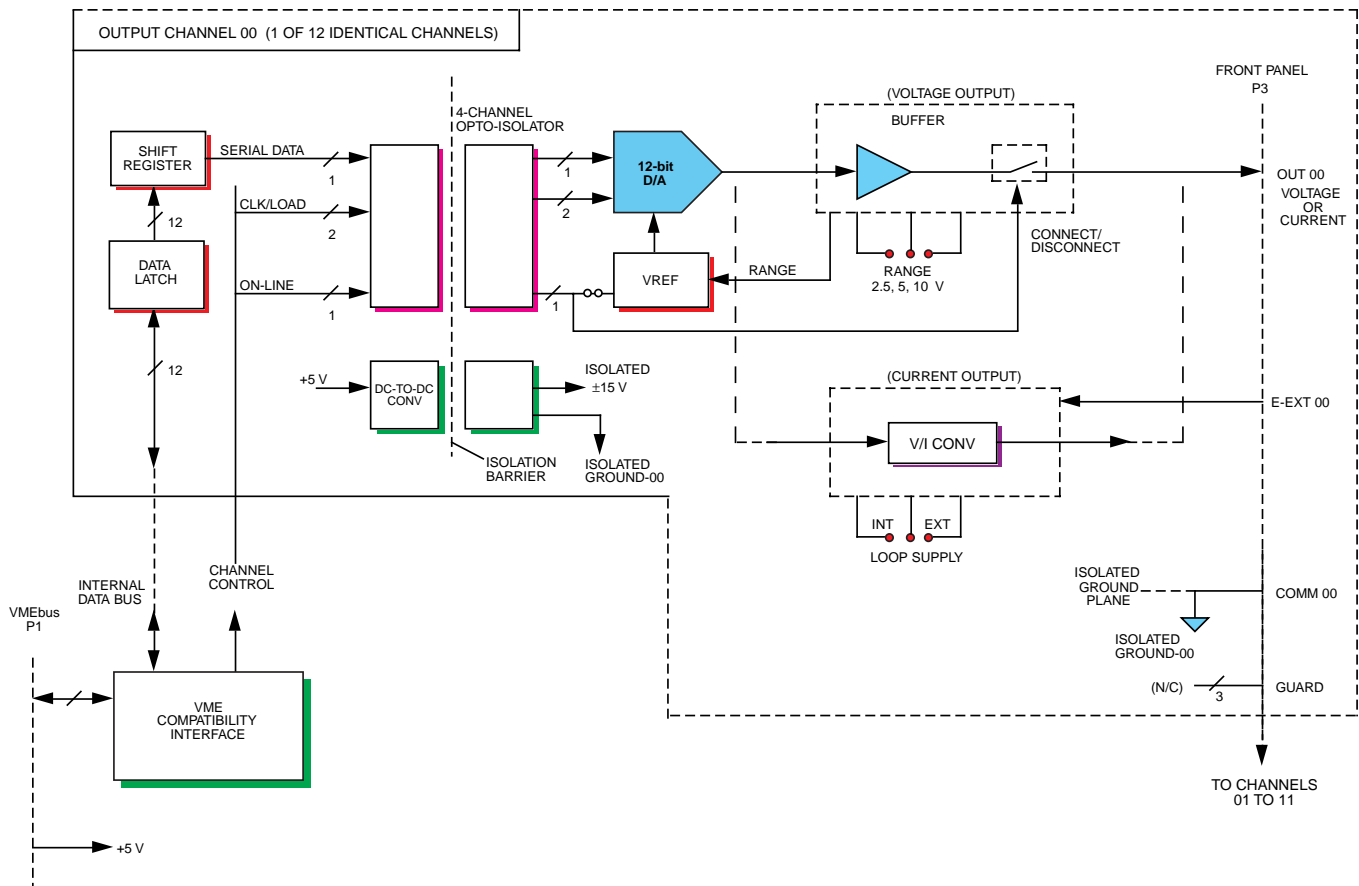 OUTPUT CHANNEL 00 (1 OF 12 IDENTICAL CHANNELS)
FRONT PANEL
P3
(VOLTAGE OUTPUT)
BUFFER
4-CHANNEL
OPTO-ISOLATOR
SHIFT
REGISTER
SERIAL DATA
1
1
12-bit
D/A
OUT 00
VOLTAGE
OR
CURRENT
CLK/LOAD
2
2
12
CONNECT/
DISCONNECT
DATA
LATCH
ON-LINE
1
1
VREF
RANGE
RANGE
2.5, 5, 10 V
12
+5 V
DC-TO-DC
CONV
ISOLATED
±15 V
ISOLATION
BARRIER
ISOLATED
GROUND-00
(CURRENT OUTPUT)
E-EXT 00
V/I CONV
INT
EXT
LOOP SUPPLY
INTERNAL
DATA BUS
CHANNEL
CONTROL
ISOLATED
GROUND
PLANE
COMM 00
ISOLATED
GROUND-00
(N/C)
3
GUARD
VMEbus
P1
VME
COMPATIBILITY
INTERFACE
TO CHANNELS
01 TO 11
+5 V